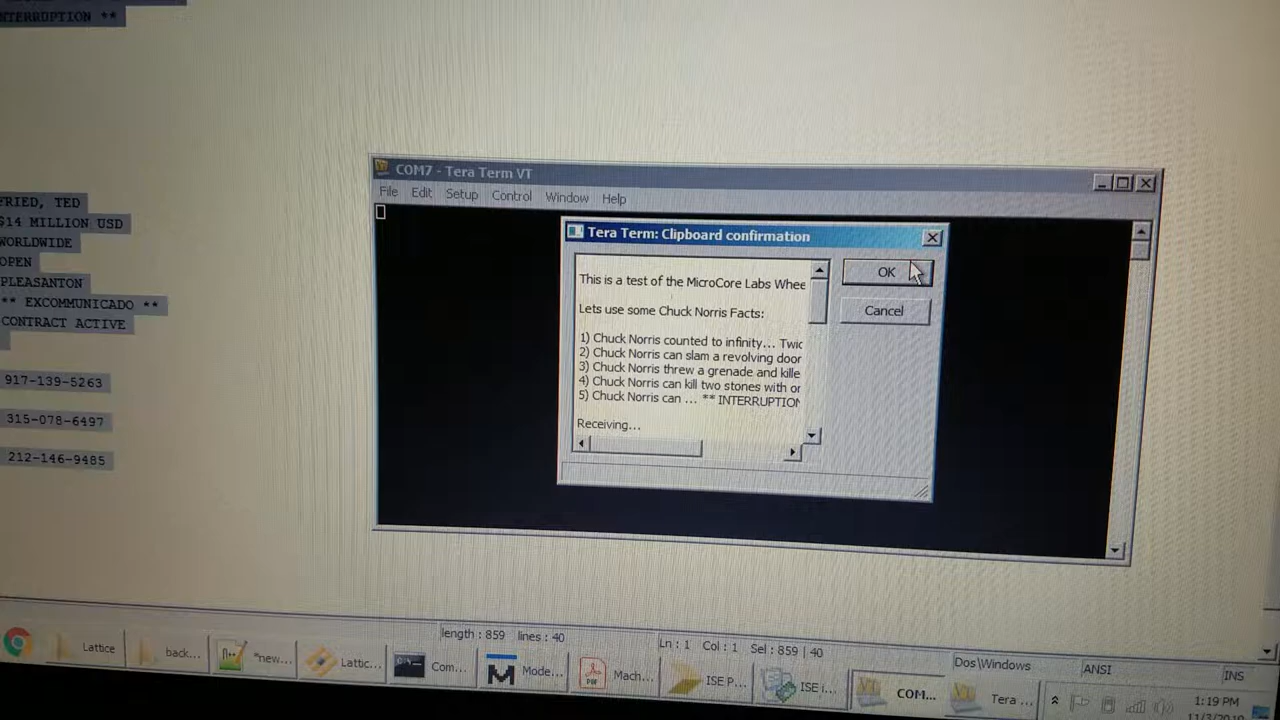 INTERRUPTION **
FRIED, TED
$14 MILLION USD
WORLDWIDE
OPEN
PLEASANTON
** EXCOMMUNICADO **
CONTRACT ACTIVE
917-139-5263
315-078-6497
212-146-9485
COM7 - Tera Term VT
File Edit Setup Control Window Help
Tera Term: Clipboard confirmation
This is a test of the MicroCore Labs Whee
Lets use some Chuck Norris Facts:
1) Chuck Norris counted to infinity... Twic
2) Chuck Norris can slam a revolving door
3) Chuck Norris threw a grenade and kille
4) Chuck Norris can kill two stones with or
5) Chuck Norris can ... ** INTERRUPTION
Receiving...
OK
Cancel
length : 859 lines : 40
Ln : 1 Col : 1 Sel : 859 | 40
Dos\Windows
ANSI
INS
Lattice
back...
*new...
Lattic...
Com...
Mode...
PDF
Mach...
ISE P...
ISE i...
COM...
Tera ...
1:19 PM